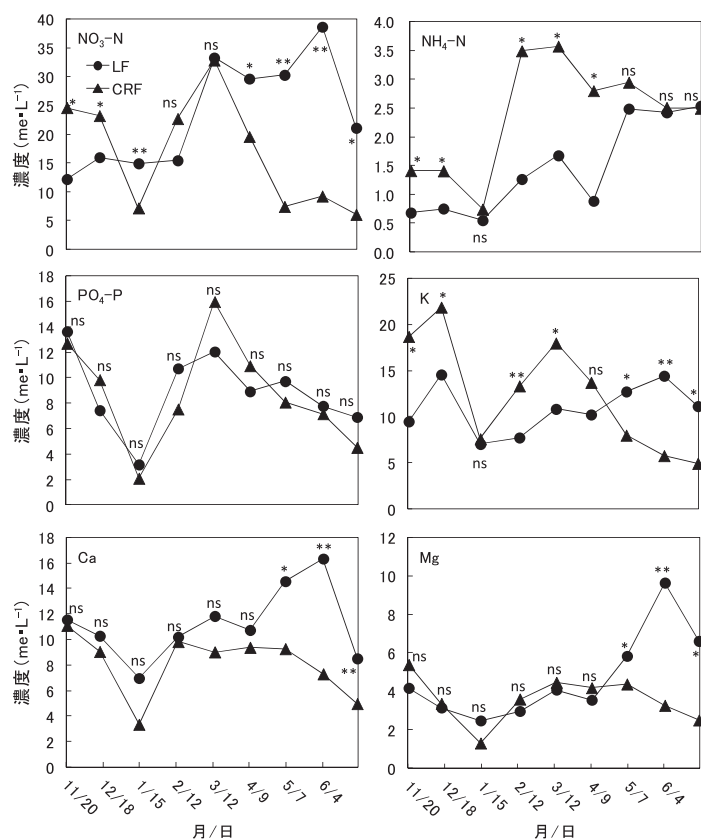 NO₃-N
LF
CRF
濃度(me・L⁻¹)
40
35
30
25
20
15
10
5
0
* * ** ns ns * ** ** *
NH₄-N
4.0
3.5
3.0
2.5
2.0
1.5
1.0
0.5
0.0
* * ns * * * ns ns ns
PO₄-P
濃度(me・L⁻¹)
18
16
14
12
10
8
6
4
2
0
ns ns ns ns ns ns ns ns ns
K
25
20
15
10
5
0
* * ns ** * ns * ** *
Ca
濃度(me・L⁻¹)
18
16
14
12
10
8
6
4
2
0
ns ns ns ns ns ns * ** **
11/20 12/18 1/15 2/12 3/12 4/9 5/7 6/4
月/日
Mg
12
10
8
6
4
2
0
ns ns ns ns ns ns * ** *
11/20 12/18 1/15 2/12 3/12 4/9 5/7 6/4
月/日